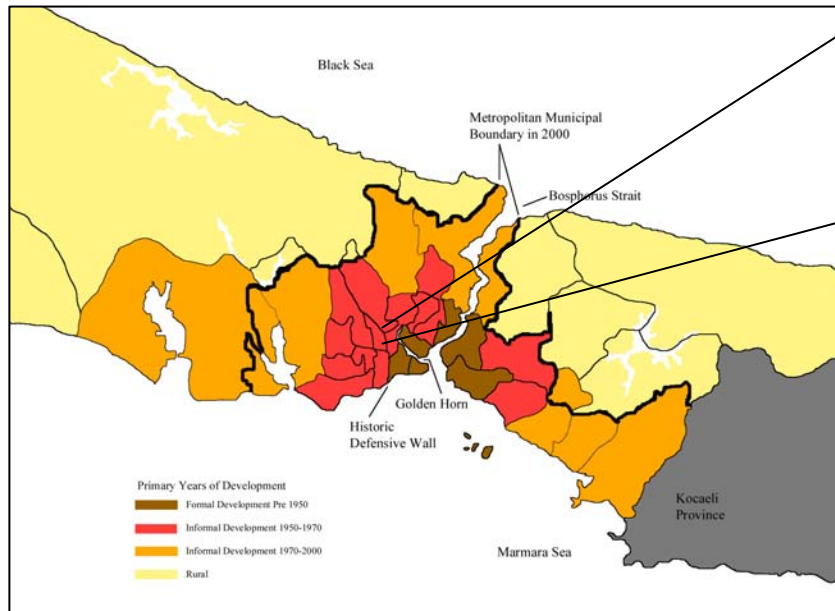 Black Sea
Metropolitan Municipal
Boundary in 2000
Bosphorus Strait
Golden Horn
Historic
Defensive Wall
Primary Years of Development
Formal Development Pre 1950
Informal Development 1950-1970
Informal Development 1970-2000
Rural
Kocaeli
Province
Marmara Sea